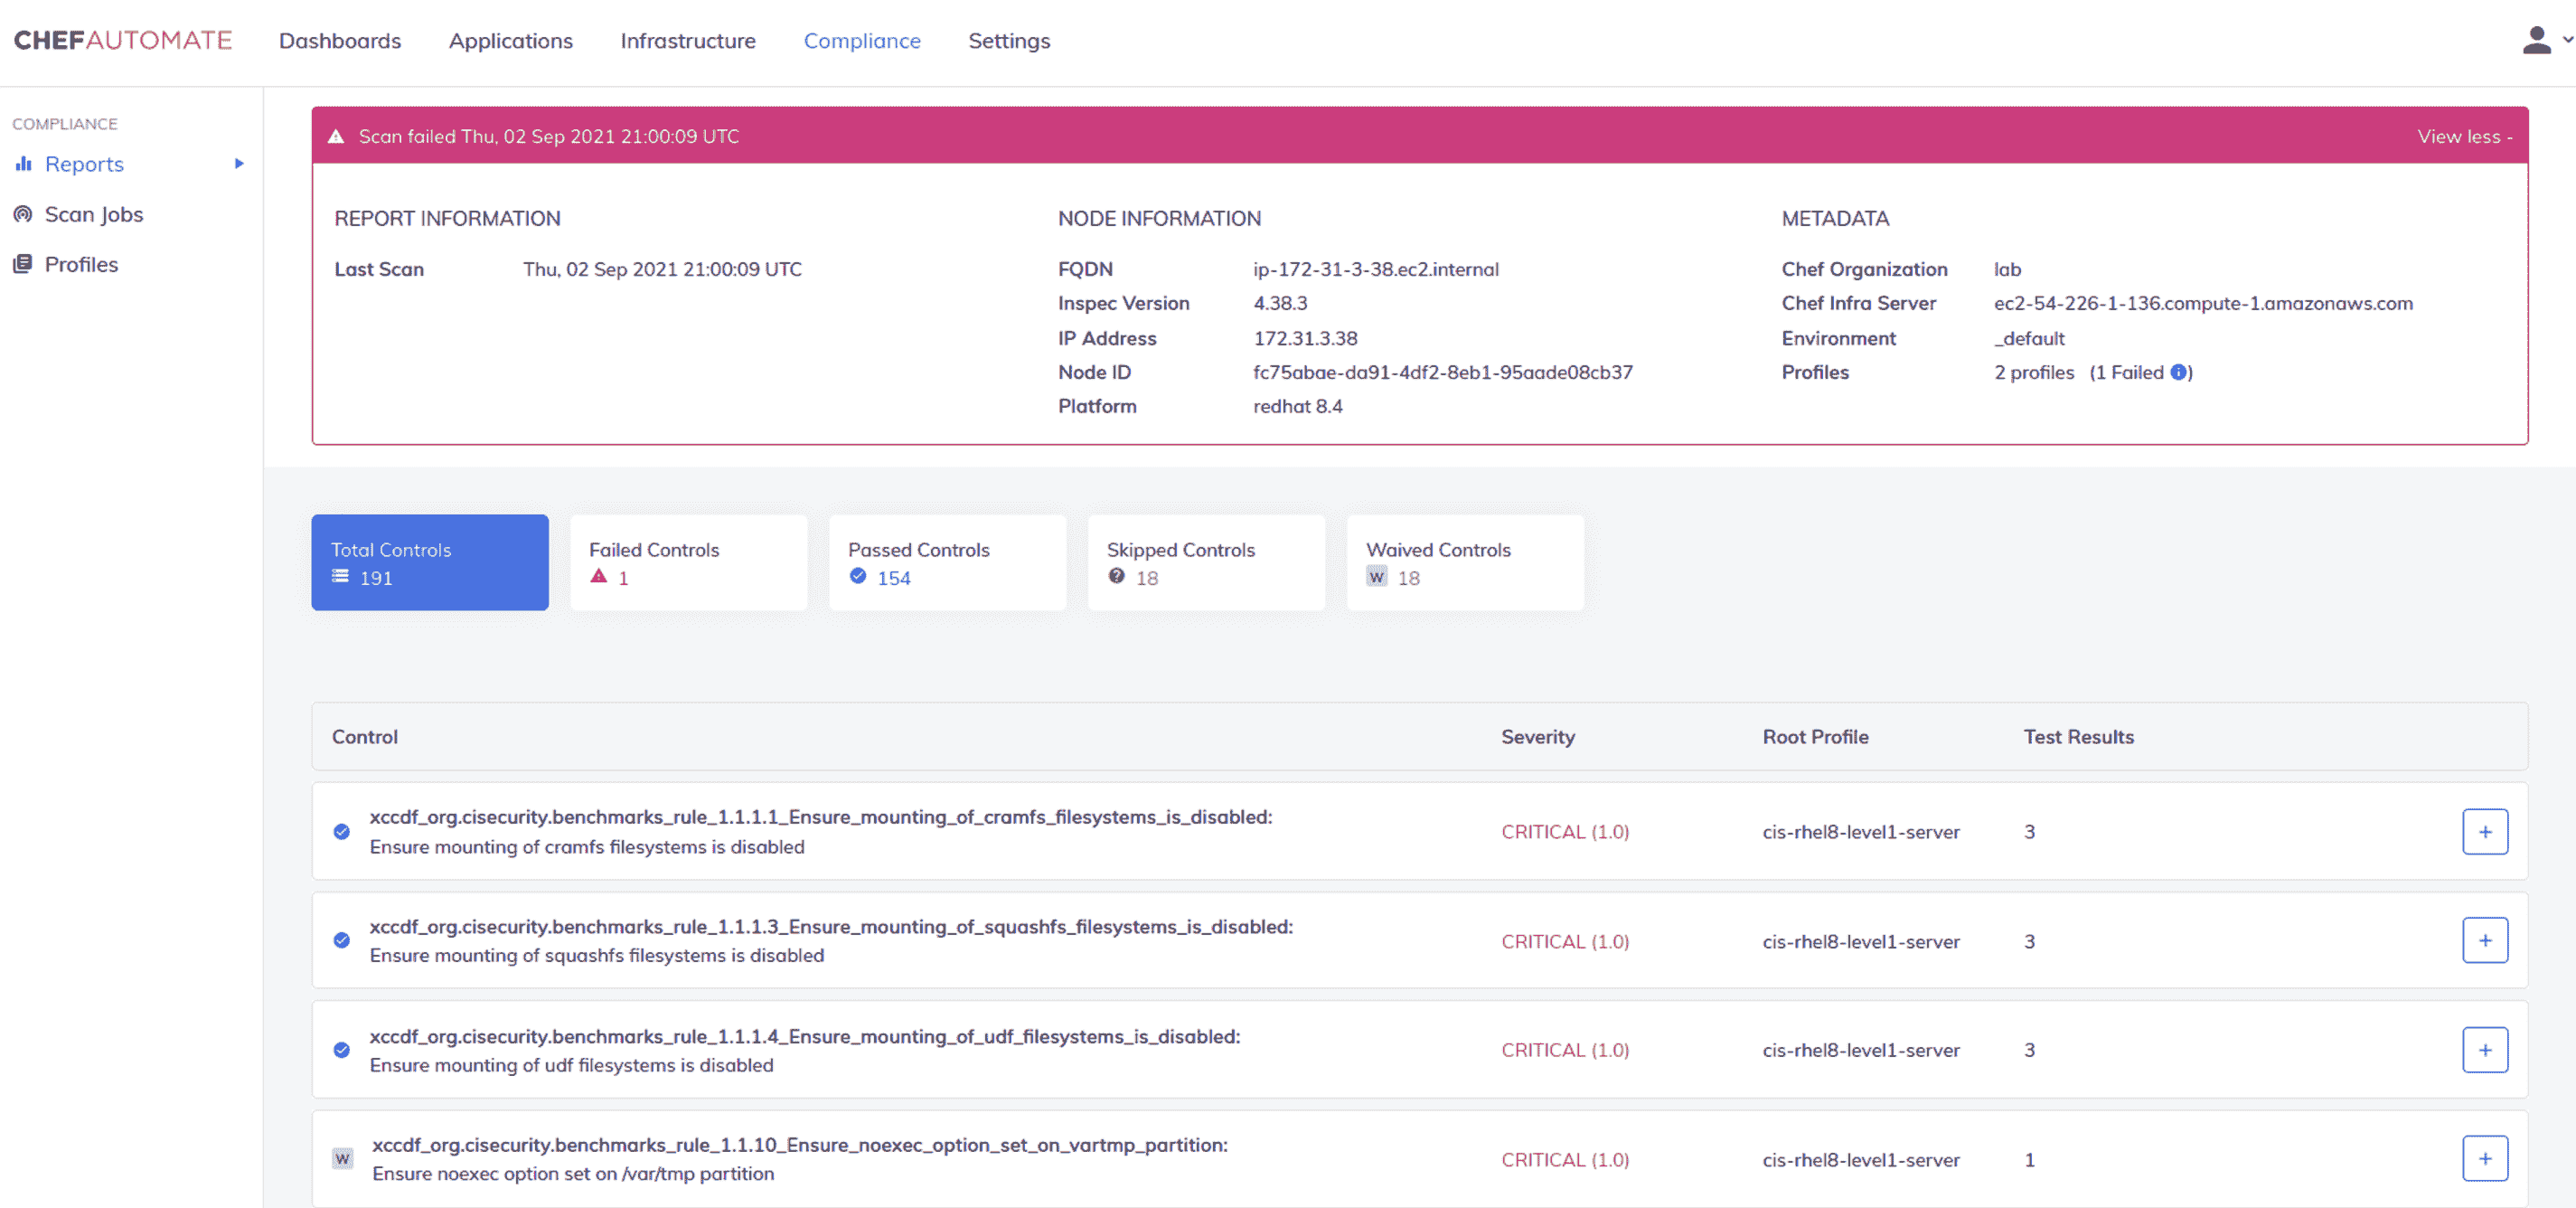 CHEFAUTOMATE Dashboards Applications Infrastructure Compliance Settings
COMPLIANCE
Reports
Scan Jobs
Profiles
Scan failed Thu, 02 Sep 2021 21:00:09 UTC View less -
REPORT INFORMATION
Last Scan Thu, 02 Sep 2021 21:00:09 UTC
NODE INFORMATION
FQDN ip-172-31-3-38.ec2.internal
Inspec Version 4.38.3
IP Address 172.31.3.38
Node ID fc75abae-da91-4df2-8eb1-95aade08cb37
Platform redhat 8.4
METADATA
Chef Organization lab
Chef Infra Server ec2-54-226-1-136.compute-1.amazonaws.com
Environment _default
Profiles 2 profiles (1 Failed i)
Total Controls
191
Failed Controls
1
Passed Controls
154
Skipped Controls
? 18
Waived Controls
W 18
Control Severity Root Profile Test Results
xccdf_org.cisecurity.benchmarks_rule_1.1.1.1_Ensure_mounting_of_cramfs_filesystems_is_disabled:
Ensure mounting of cramfs filesystems is disabled
CRITICAL (1.0) cis-rhel8-level1-server 3 +
xccdf_org.cisecurity.benchmarks_rule_1.1.1.3_Ensure_mounting_of_squashfs_filesystems_is_disabled:
Ensure mounting of squashfs filesystems is disabled
CRITICAL (1.0) cis-rhel8-level1-server 3 +
xccdf_org.cisecurity.benchmarks_rule_1.1.1.4_Ensure_mounting_of_udf_filesystems_is_disabled:
Ensure mounting of udf filesystems is disabled
CRITICAL (1.0) cis-rhel8-level1-server 3 +
W
xccdf_org.cisecurity.benchmarks_rule_1.1.10_Ensure_noexec_option_set_on_vartmp_partition:
Ensure noexec option set on /var/tmp partition
CRITICAL (1.0) cis-rhel8-level1-server 1 +